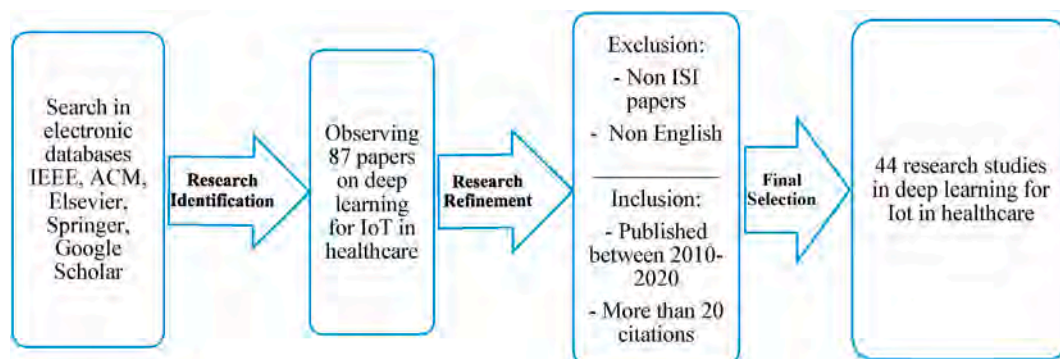 Search in
electronic
databases
IEEE, ACM,
Elsevier,
Springer,
Google
Scholar
Research
Identification
Observing
87 papers
on deep
learning
for IoT in
healthcare
Research
Refinement
Exclusion:
- Non ISI
papers
- Non English
Inclusion:
- Published
between 2010-
2020
- More than 20
citations
Final
Selection
44 research studies
in deep learning for
Iot in healthcare